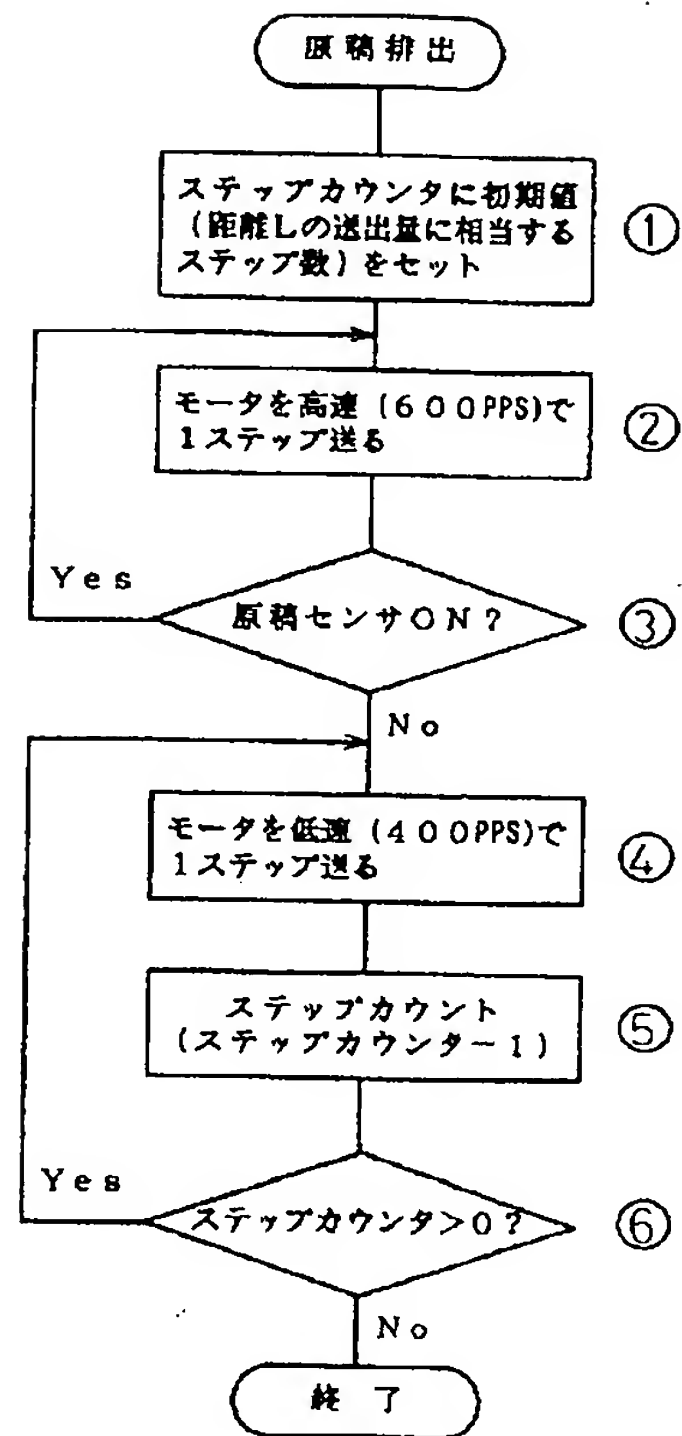 原稿排出
ステップカウンタに初期値
(距離Lの送出量に相当する
ステップ数)をセット
①
モータを高速(600PPS)で
1ステップ送る
②
Yes
原稿センサON?
③
No
モータを低速(400PPS)で
1ステップ送る
④
ステップカウント
(ステップカウンター1)
⑤
Yes
ステップカウンタ>0?
⑥
No
終了